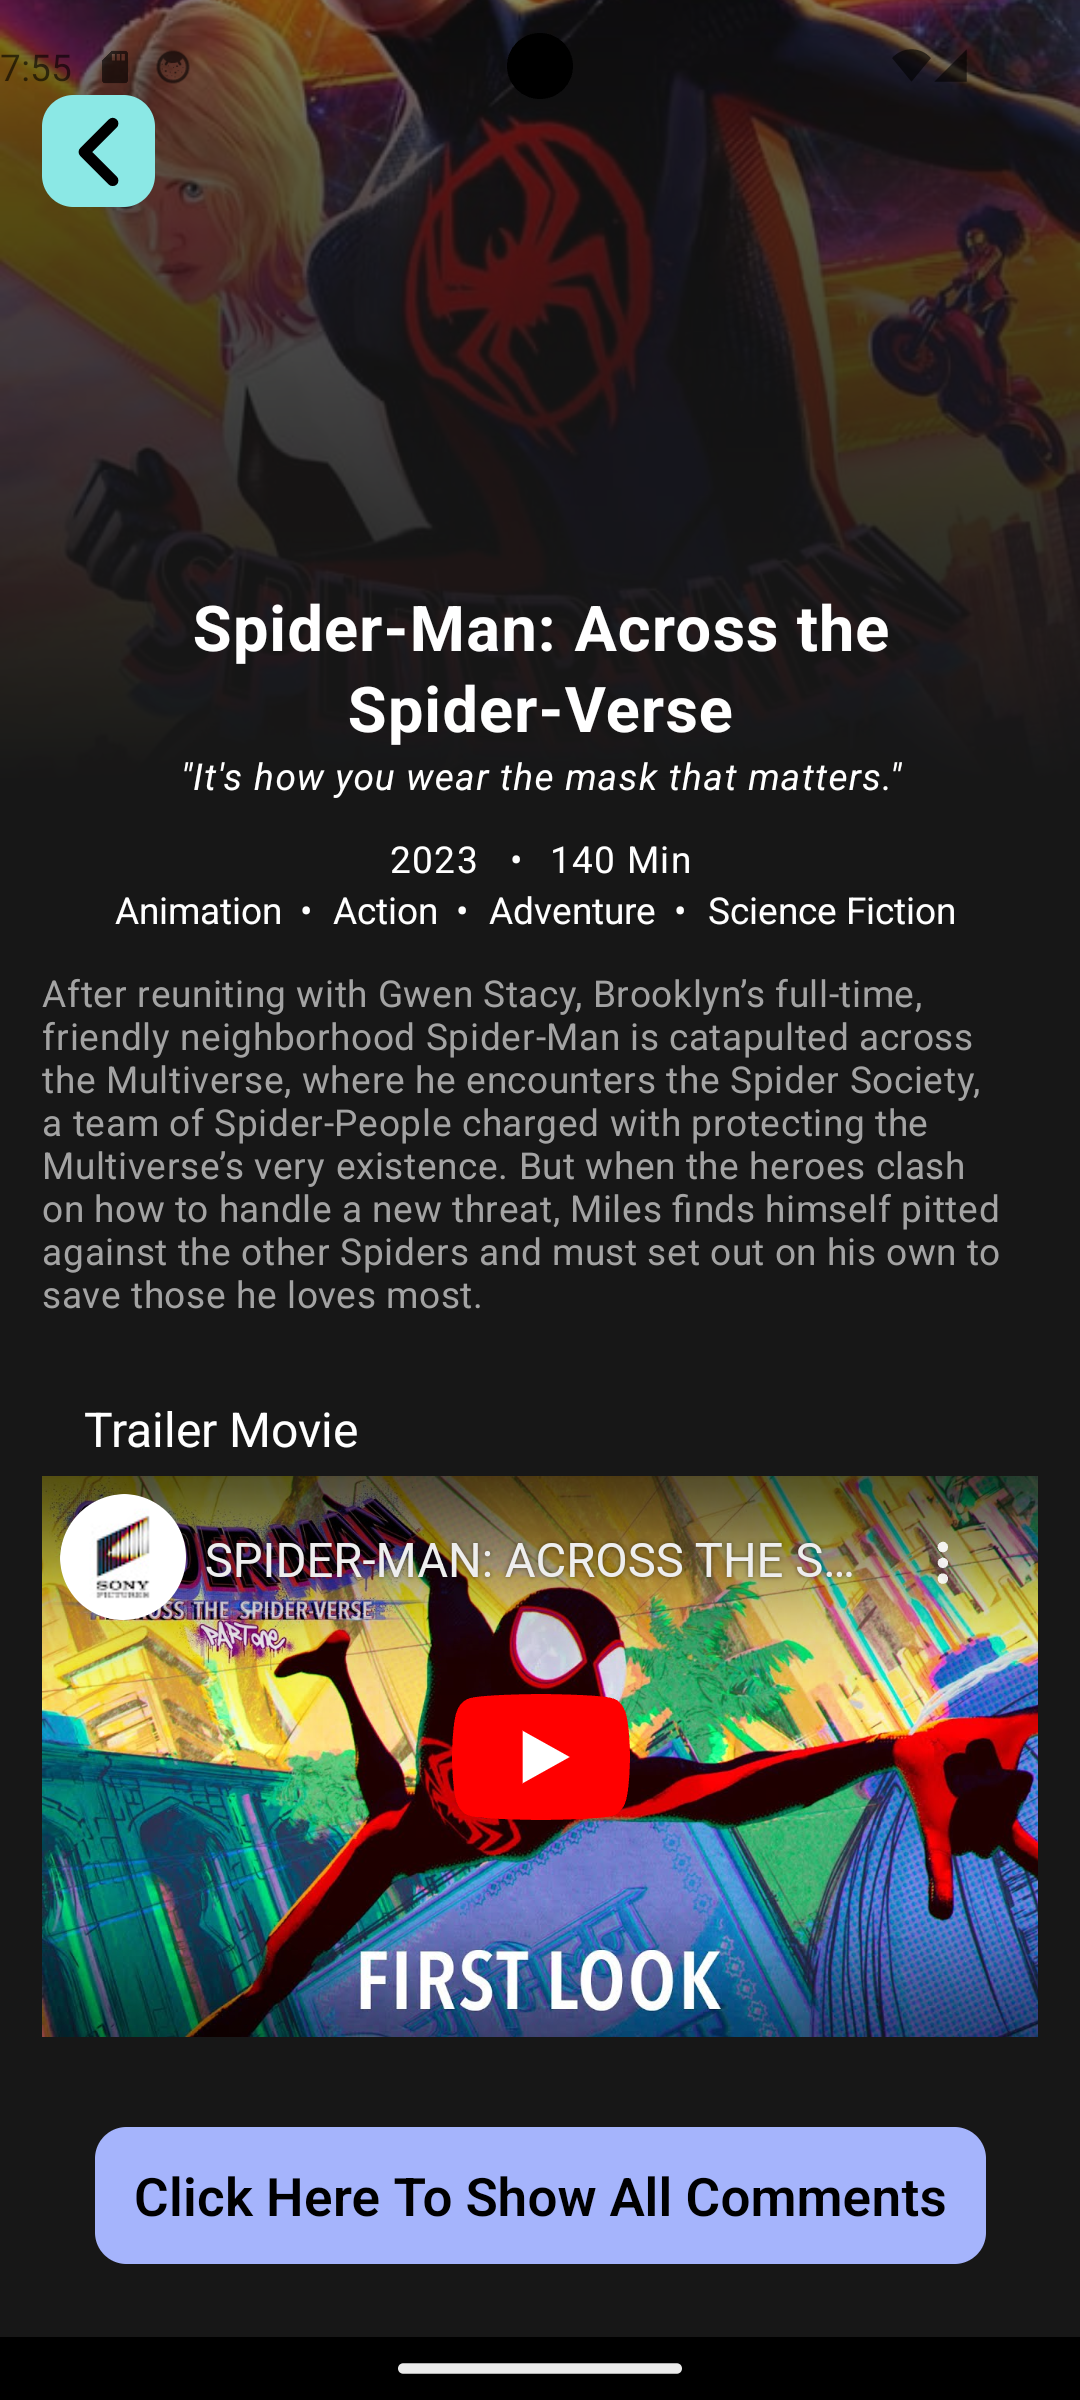 7:55
SPIDER-MAN
Spider-Man: Across the
Spider-Verse
"It's how you wear the mask that matters."
2023 • 140 Min
Animation • Action • Adventure • Science Fiction
After reuniting with Gwen Stacy, Brooklyn’s full-time,
friendly neighborhood Spider-Man is catapulted across
the Multiverse, where he encounters the Spider Society,
a team of Spider-People charged with protecting the
Multiverse’s very existence. But when the heroes clash
on how to handle a new threat, Miles finds himself pitted
against the other Spiders and must set out on his own to
save those he loves most.
Trailer Movie
SPIDER-MAN: ACROSS THE S...
SONY
PICTURES
THE SPIDER-VERSE
PART ONE
FIRST LOOK
Click Here To Show All Comments